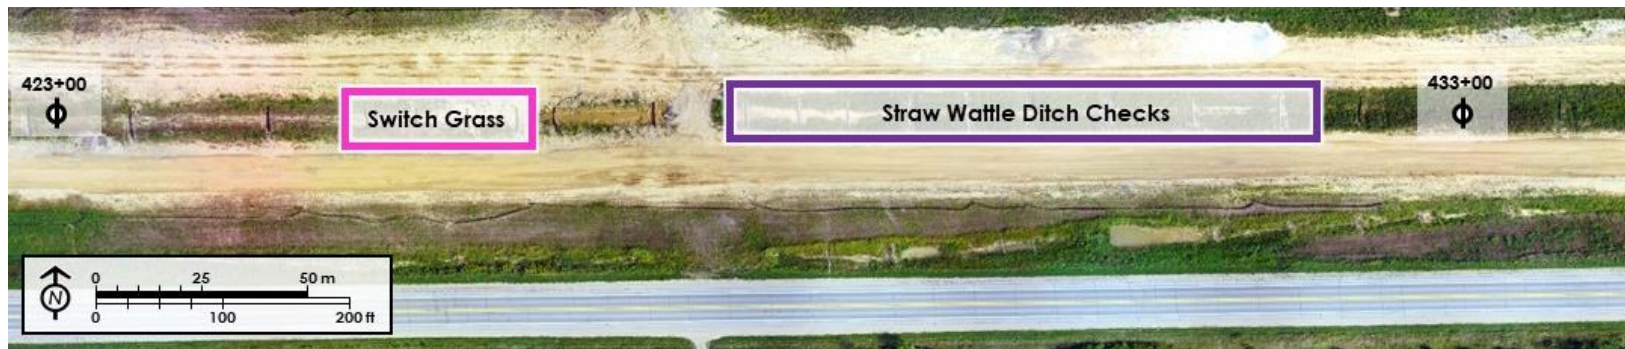 423+00
ϕ
Switch Grass
Straw Wattle Ditch Checks
433+00
ϕ
N
0 25 50 m
0 100 200 ft